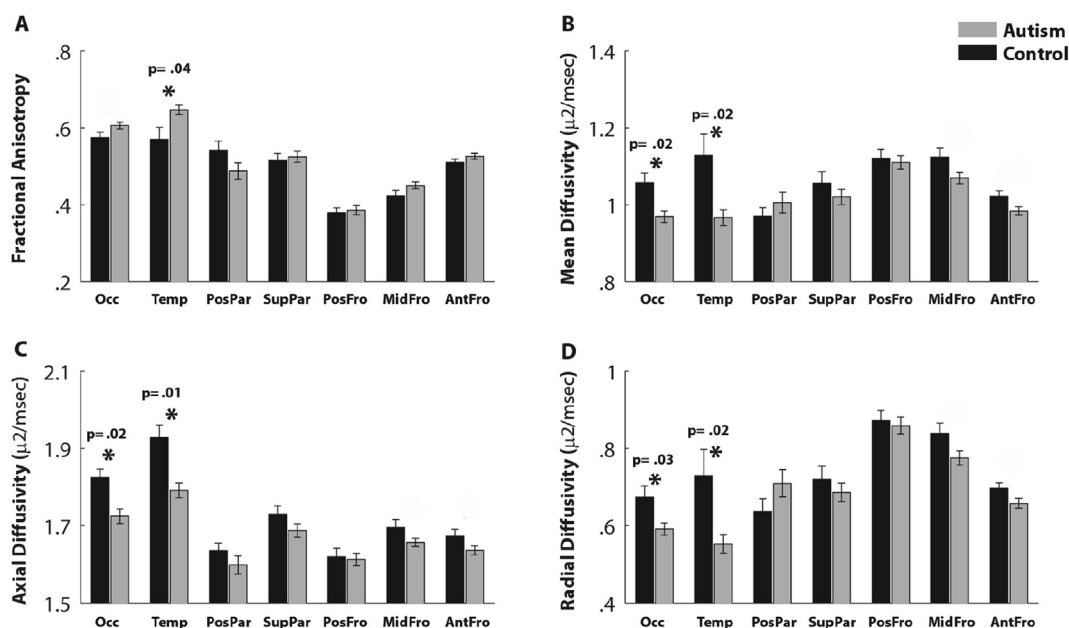 A
Fractional Anisotropy
.8
.6
.4
.2
p= .04
*
Occ Temp PosPar SupPar PosFro MidFro AntFro
B
Autism
Control
Mean Diffusivity (μ2/msec)
1.4
1.2
1
.8
p= .02
*
p= .02
*
Occ Temp PosPar SupPar PosFro MidFro AntFro
C
Axial Diffusivity (μ2/msec)
2.1
1.9
1.7
1.5
p= .02
*
p= .01
*
Occ Temp PosPar SupPar PosFro MidFro AntFro
D
Radial Diffusivity (μ2/msec)
1
.8
.6
.4
p= .03
*
p= .02
*
Occ Temp PosPar SupPar PosFro MidFro AntFro